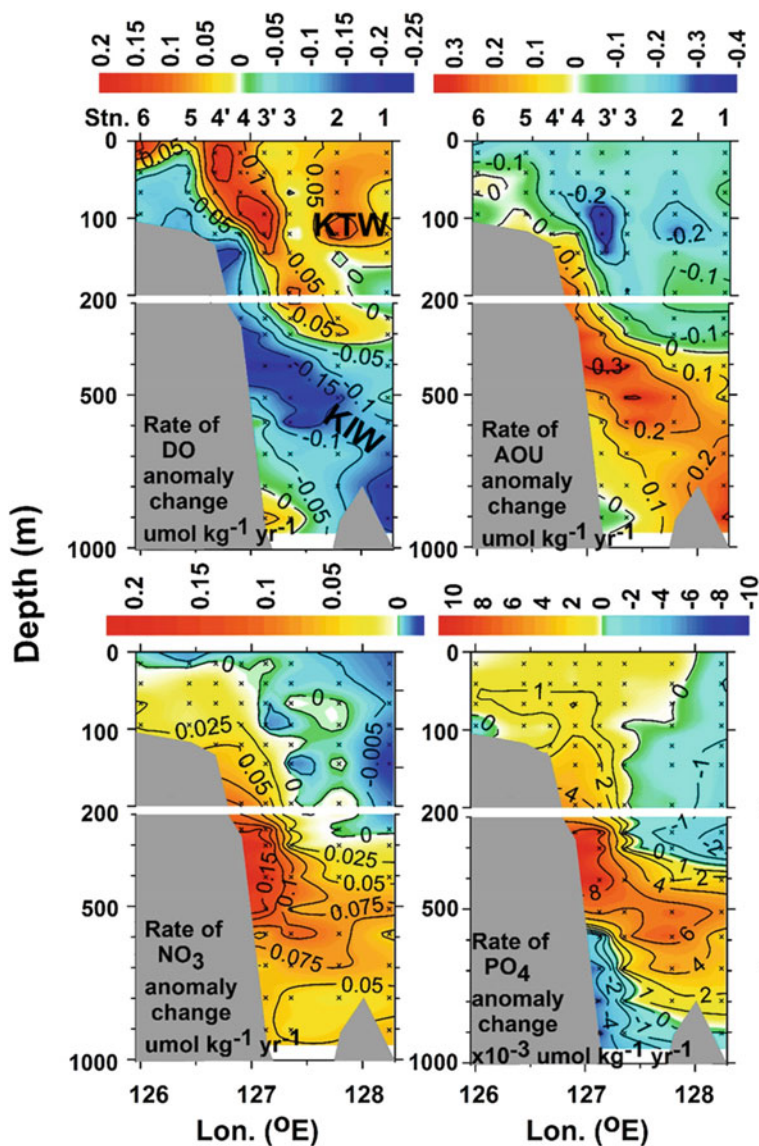 0.2 0.15 0.1 0.05 0 -0.05 -0.1 -0.15 -0.2 -0.25
0.3 0.2 0.1 0 -0.1 -0.2 -0.3 -0.4
Stn. 6 5 4' 4 3' 3 2 1
6 5 4' 4 3' 3 2 1
0
100
200
500
1000
0.05
-0.05
0.1
0.05
0.05
KTW
0
0.05
0
-0.05
-0.15
-0.1
KIW
-0.1
0
-0.05
Rate of
DO
anomaly
change
umol kg-1 yr-1
-0.1
0
-0.1
-0.2
0
-0.2
0.1
-0.1
-0.1
0.1
0.3
0.2
0.2
0.1
0
Rate of
AOU
anomaly
change
umol kg-1 yr-1
Depth (m)
0.2 0.15 0.1 0.05 0
10 8 6 4 2 0 -2 -4 -6 -8 -10
0
100
200
500
1000
0
0
0.025
0.05
0
-0.005
0
0.15
0.1
0.025
0.05
0.075
0.075
0.05
Rate of
NO3
anomaly
change
umol kg-1 yr-1
126 127 128
Lon. (OE)
0
100
200
500
1000
1
0
0
2
4
-1
-1
-2
0
2
4
8
6
4
2
-2
-1
0
-1
Rate of
PO4
anomaly
change
x10-3 umol kg-1 yr-1
126 127 128
Lon. (OE)